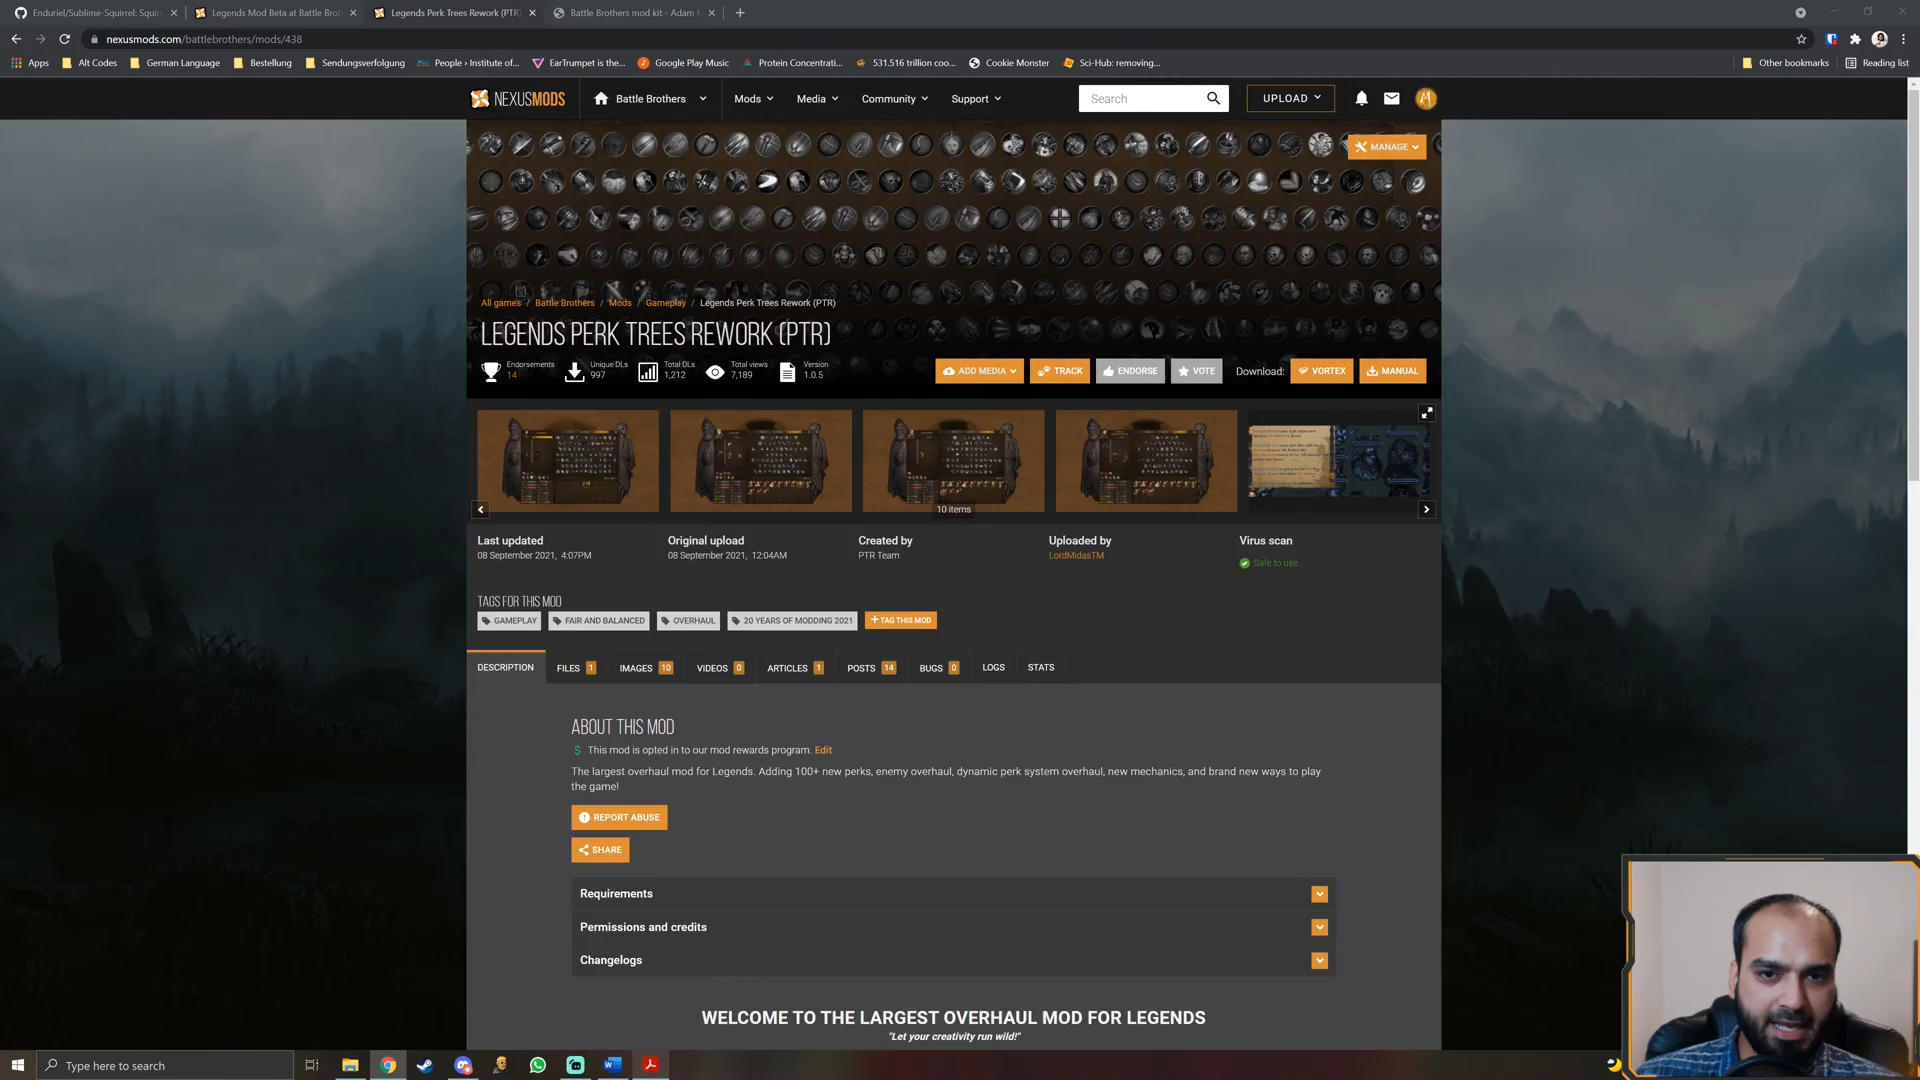 Enduriel/Sublime-Squirrel: Squir
Legends Mod Beta at Battle Brot
Legends Perk Trees Rework (PTR)
Battle Brothers mod kit - Adam
nexusmods.com/battlebrothers/mods/438
Apps
Alt Codes
German Language
Bestellung
Sendungsverfolgung
People › Institute of...
EarTrumpet is the...
Google Play Music
Protein Concentrati...
531.516 trillion coo...
Cookie Monster
Sci-Hub: removing...
Other bookmarks
Reading list
NEXUSMODS
Battle Brothers
Mods
Media
Community
Support
Search
UPLOAD
MANAGE
All games / Battle Brothers / Mods / Gameplay / Legends Perk Trees Rework (PTR)
LEGENDS PERK TREES REWORK (PTR)
Endorsements
14
Unique DLs
997
Total DLs
1,212
Total views
7,189
Version
1.0.5
ADD MEDIA
TRACK
ENDORSE
VOTE
Download:
VORTEX
MANUAL
10 items
Last updated
08 September 2021, 4:07PM
Original upload
08 September 2021, 12:04AM
Created by
PTR Team
Uploaded by
LordMidasTM
Virus scan
Safe to use
TAGS FOR THIS MOD
GAMEPLAY
FAIR AND BALANCED
OVERHAUL
20 YEARS OF MODDING 2021
+ TAG THIS MOD
DESCRIPTION
FILES 1
IMAGES 10
VIDEOS 0
ARTICLES 1
POSTS 14
BUGS 0
LOGS
STATS
ABOUT THIS MOD
$ This mod is opted in to our mod rewards program. Edit
The largest overhaul mod for Legends. Adding 100+ new perks, enemy overhaul, dynamic perk system overhaul, new mechanics, and brand new ways to play
the game!
REPORT ABUSE
SHARE
Requirements
Permissions and credits
Changelogs
WELCOME TO THE LARGEST OVERHAUL MOD FOR LEGENDS
"Let your creativity run wild!"
Type here to search